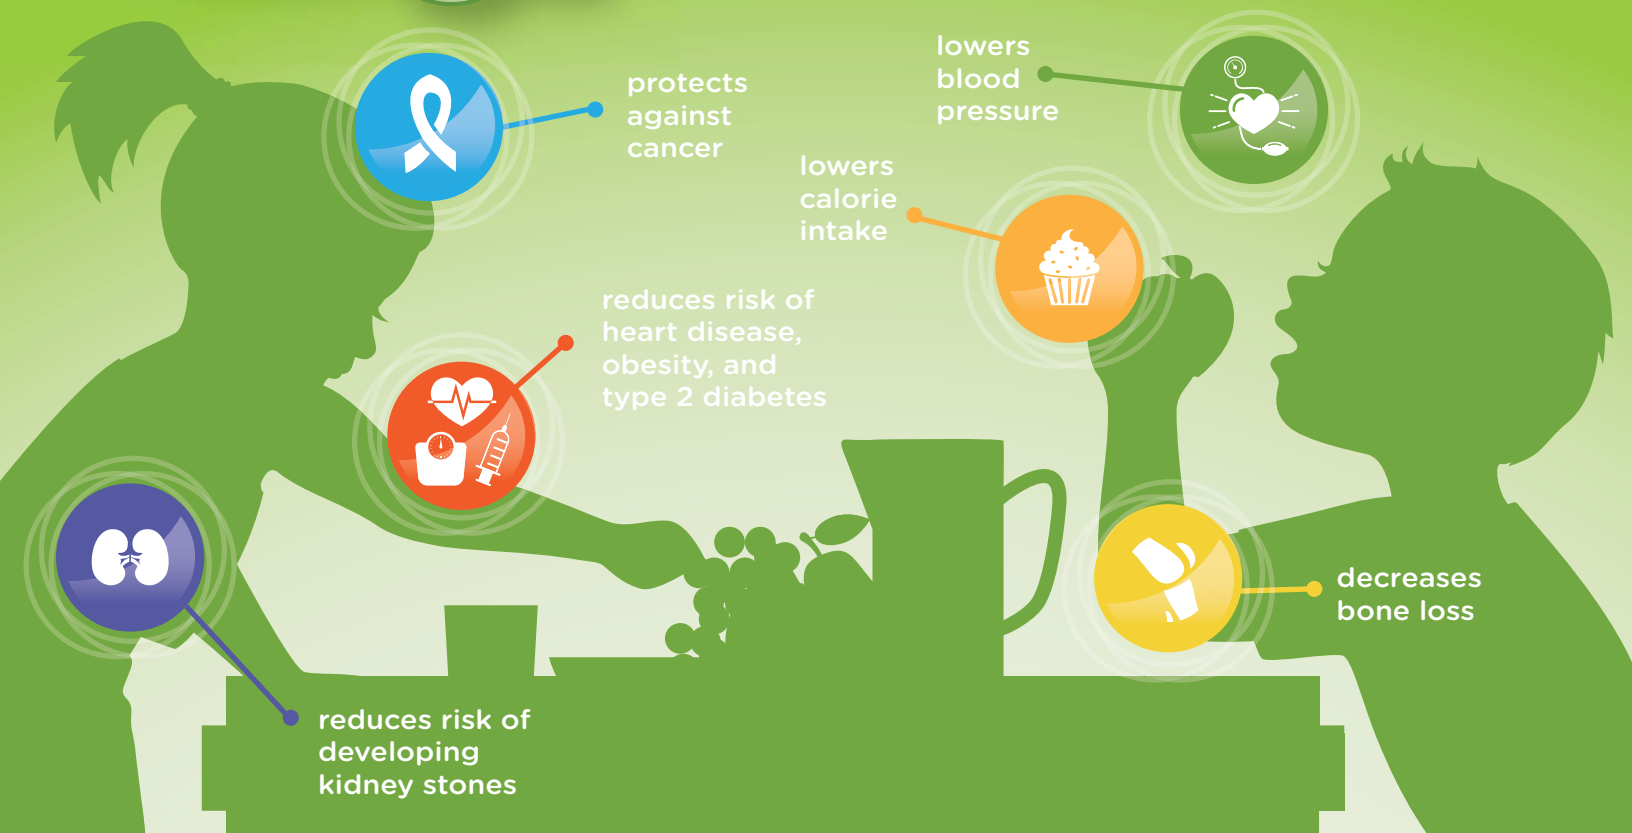 protects
against
cancer
lowers
blood
pressure
lowers
calorie
intake
reduces risk of
heart disease,
obesity, and
type 2 diabetes
decreases
bone loss
reduces risk of
developing
kidney stones